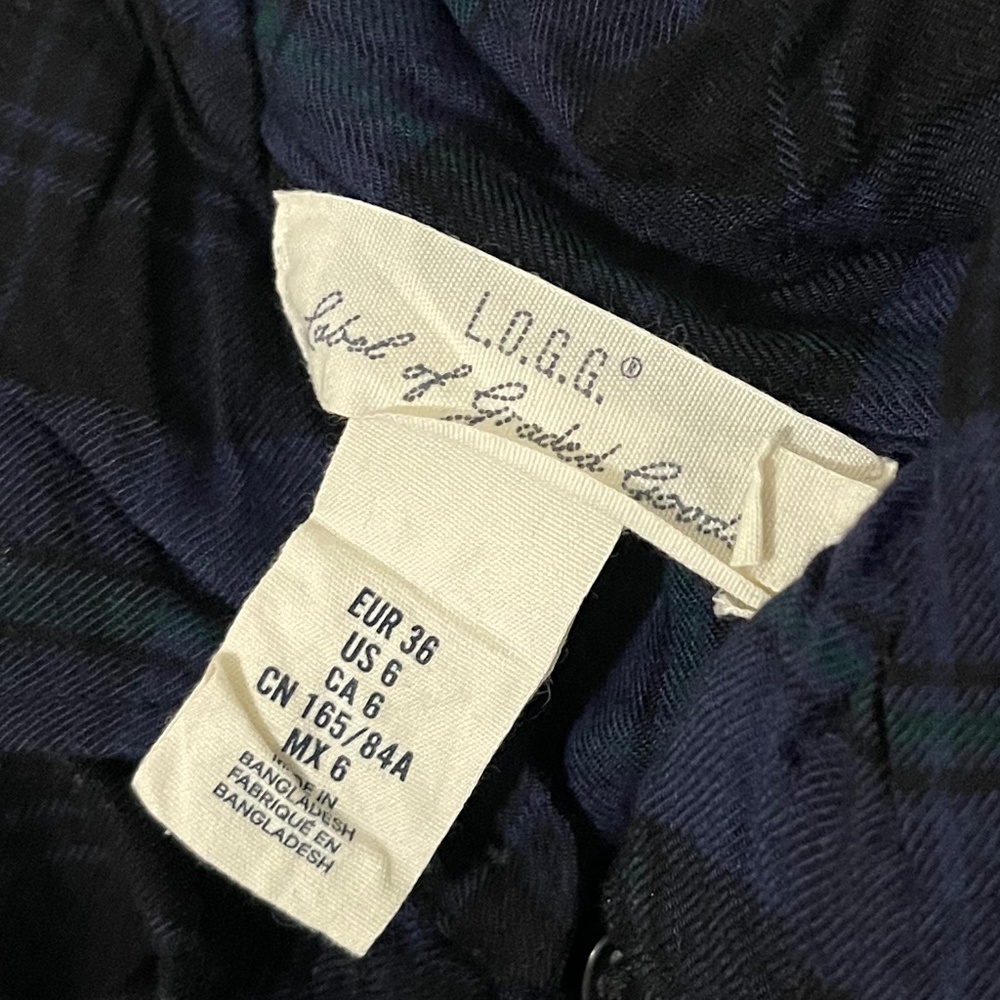 L.O.G.G.®
label of Graded Goods
EUR 36
US 6
CA 6
CN 165/84A
MX 6
MADE IN
BANGLADESH
FABRIQUÉ EN
BANGLADESH